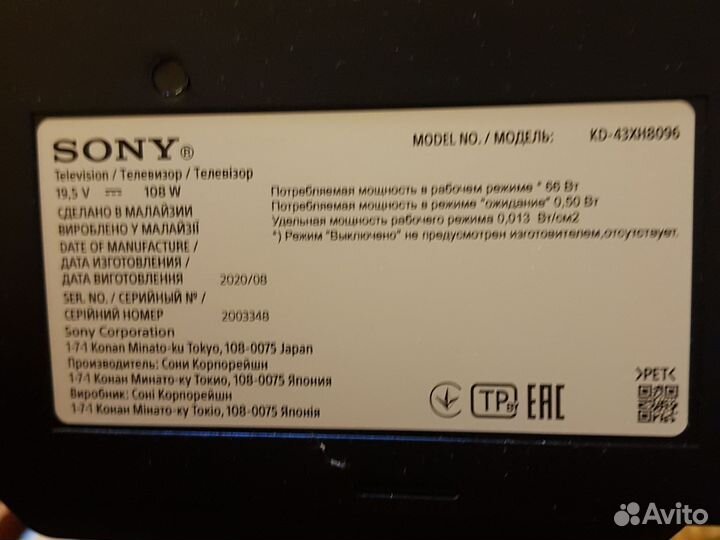 SONY®
MODEL NO. / МОДЕЛЬ: KD-43XH8096
Television / Телевизор / Телевізор
19,5 V ⎓ 108 W
Потребляемая мощность в рабочем режиме * 66 Вт
Потребляемая мощность в режиме "ожидание" 0,50 Вт
Удельная мощность рабочего режима 0,013 Вт/см2
*) Режим "Выключено" не предусмотрен изготовителем,отсутствует.
СДЕЛАНО В МАЛАЙЗИИ
ВИРОБЛЕНО У МАЛАЙЗІЇ
DATE OF MANUFACTURE /
ДАТА ИЗГОТОВЛЕНИЯ /
ДАТА ВИГОТОВЛЕННЯ 2020/08
SER. NO. / СЕРИЙНЫЙ № /
СЕРІЙНИЙ НОМЕР 2003348
Sony Corporation
1-7-1 Konan Minato-ku Tokyo, 108-0075 Japan
Производитель: Сони Корпорейшн
1-7-1 Конан Минато-ку Токио, 108-0075 Япония
Виробник: Соні Корпорейшн
1-7-1 Конан Мінато-ку Токіо, 108-0075 Японія
TP BY EAC
>PET<
Avito